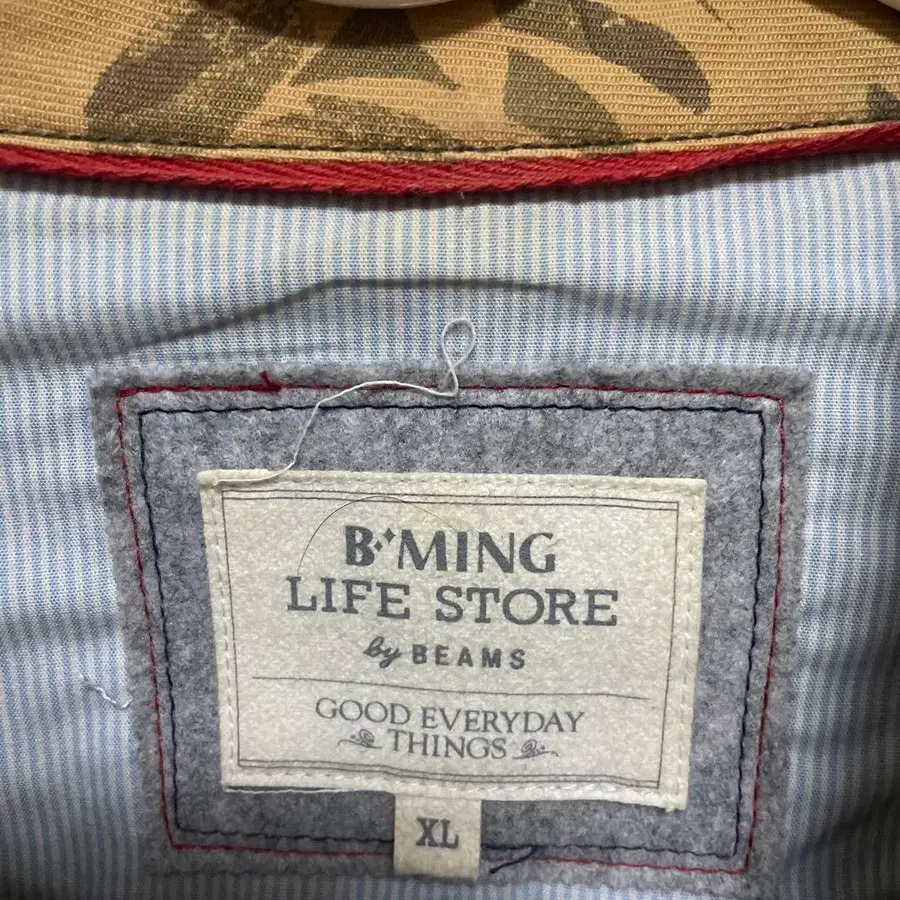 B MING
LIFE STORE
by BEAMS
GOOD EVERYDAY
THINGS
XL